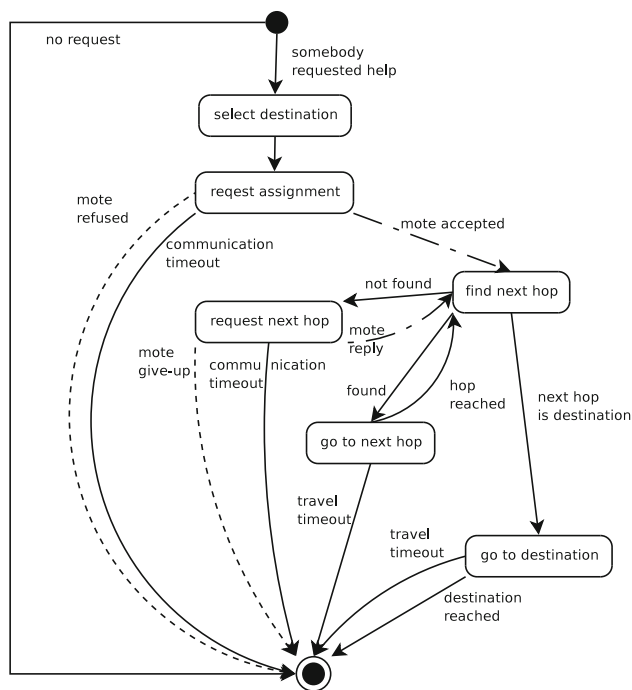 no request
somebody
requested help
select destination
reqest assignment
mote
refused
mote accepted
communication
timeout
not found
find next hop
request next hop
mote
reply
mote
give-up
communication
timeout
found
hop
reached
next hop
is destination
go to next hop
travel
timeout
travel
timeout
go to destination
destination
reached